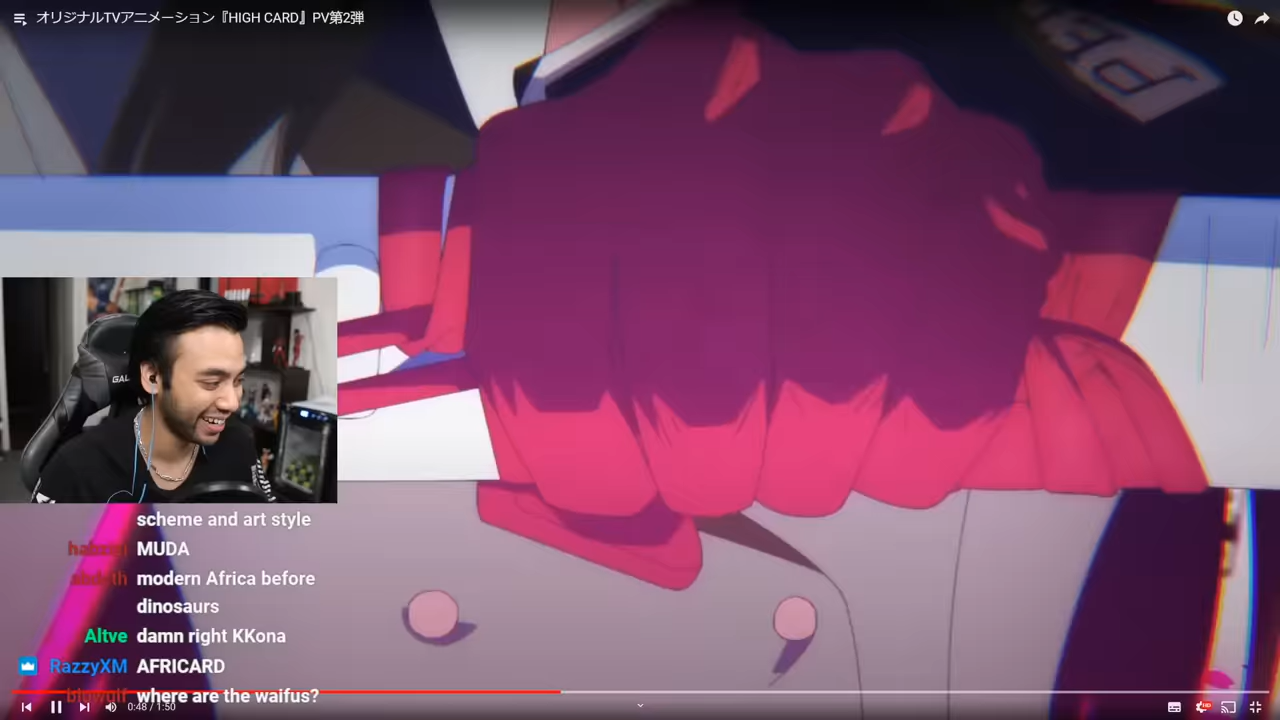 オリジナルTVアニメーション『HIGH CARD』PV第2弾
scheme and art style
MUDA
modern Africa before
dinosaurs
Altve damn right KKona
RazzyXM AFRICARD
where are the waifus?
0:48 / 1:50